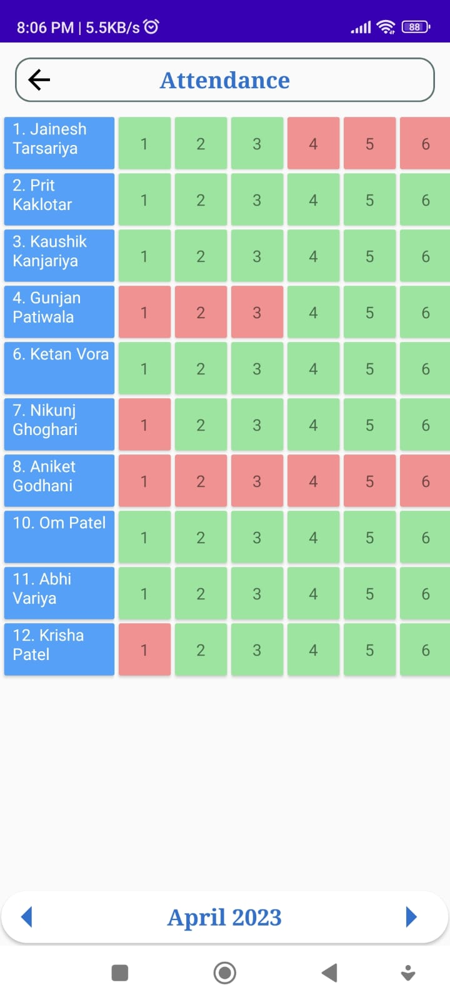 8:06 PM | 5.5KB/s 88
Attendance
1. Jainesh
Tarsariya
1 2 3 4 5 6
2. Prit
Kaklotar
1 2 3 4 5 6
3. Kaushik
Kanjariya
1 2 3 4 5 6
4. Gunjan
Patiwala
1 2 3 4 5 6
6. Ketan Vora
1 2 3 4 5 6
7. Nikunj
Ghoghari
1 2 3 4 5 6
8. Aniket
Godhani
1 2 3 4 5 6
10. Om Patel
1 2 3 4 5 6
11. Abhi
Variya
1 2 3 4 5 6
12. Krisha
Patel
1 2 3 4 5 6
April 2023